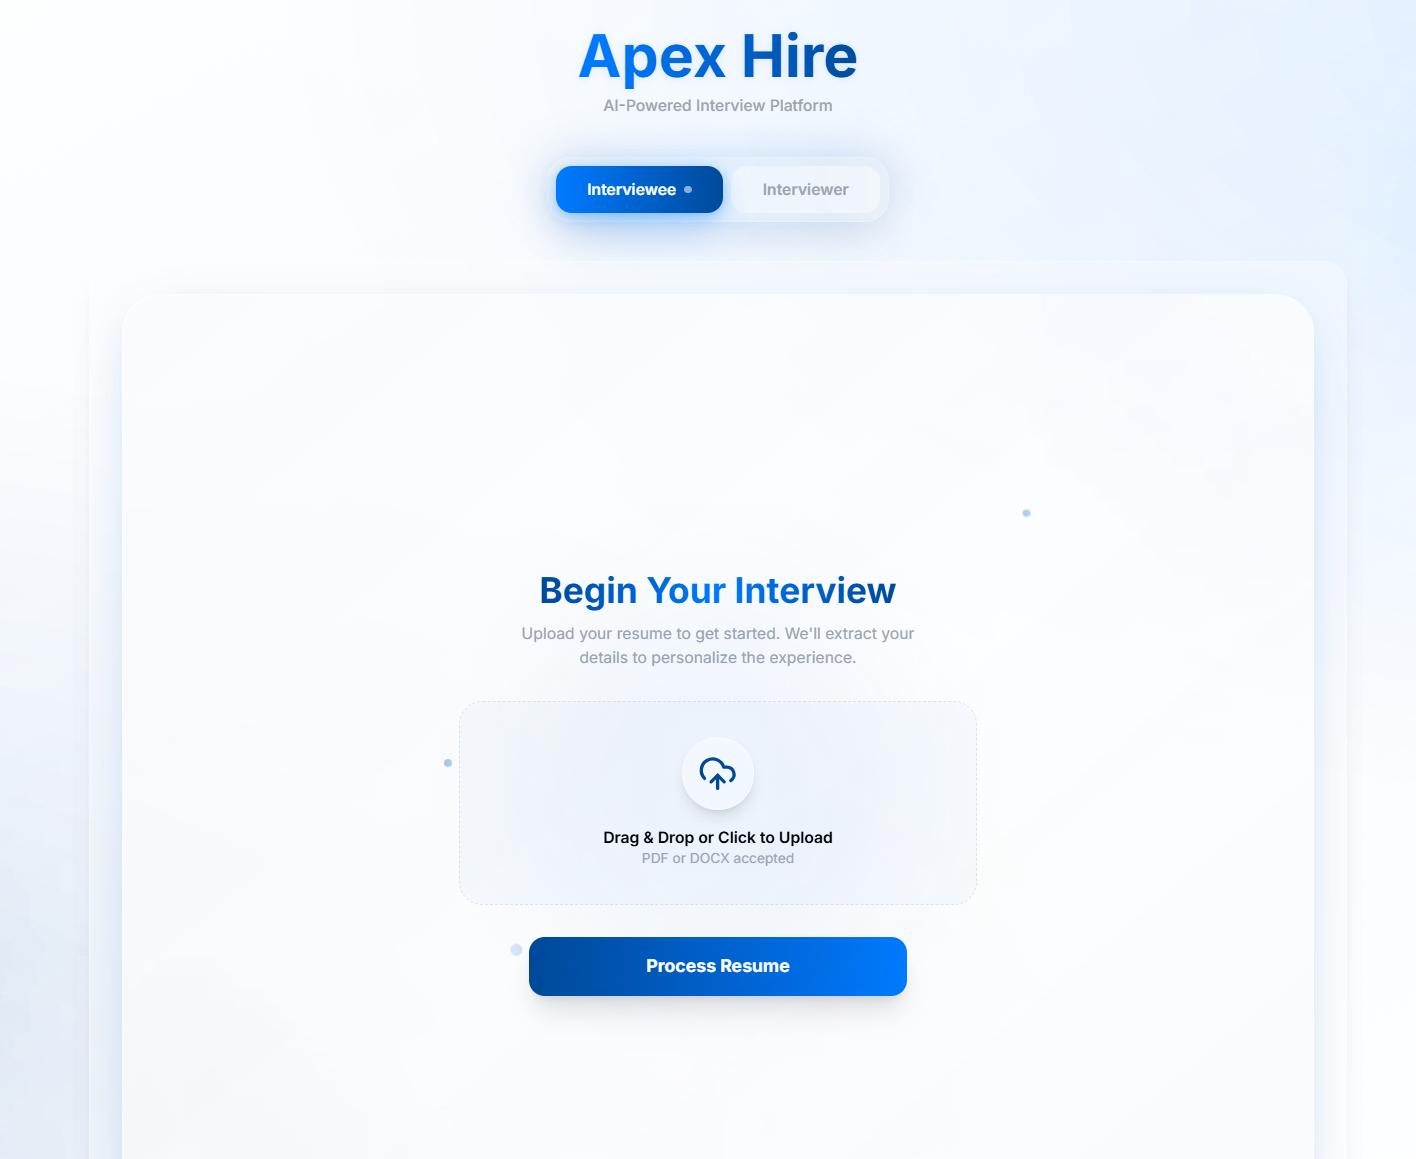 Apex Hire
AI-Powered Interview Platform
Interviewee
Interviewer
Begin Your Interview
Upload your resume to get started. We'll extract your
details to personalize the experience.
Drag & Drop or Click to Upload
PDF or DOCX accepted
Process Resume